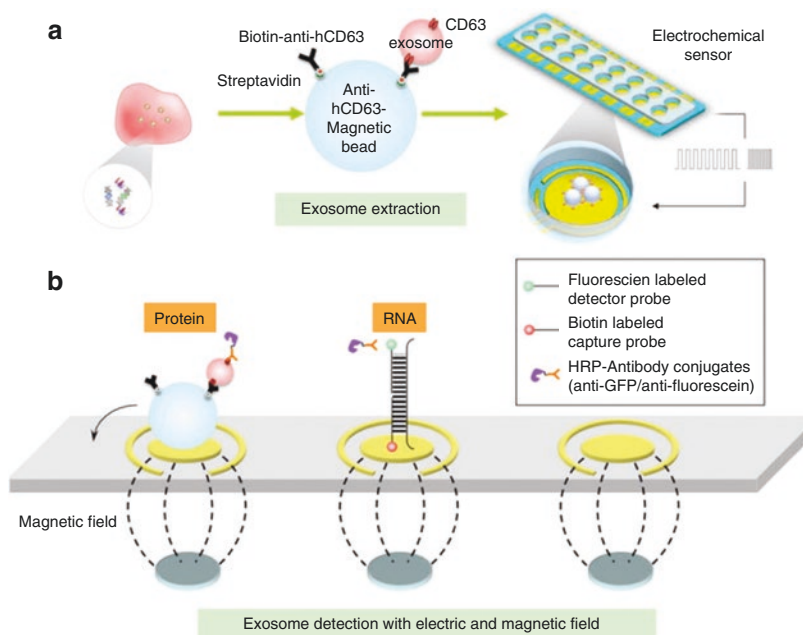 a
Biotin-anti-hCD63
CD63
exosome
Streptavidin
Anti-
hCD63-
Magnetic
bead
Electrochemical
sensor
Exosome extraction
b
Protein
RNA
Fluorescien labeled
detector probe
Biotin labeled
capture probe
HRP-Antibody conjugates
(anti-GFP/anti-fluorescein)
Magnetic field
Exosome detection with electric and magnetic field